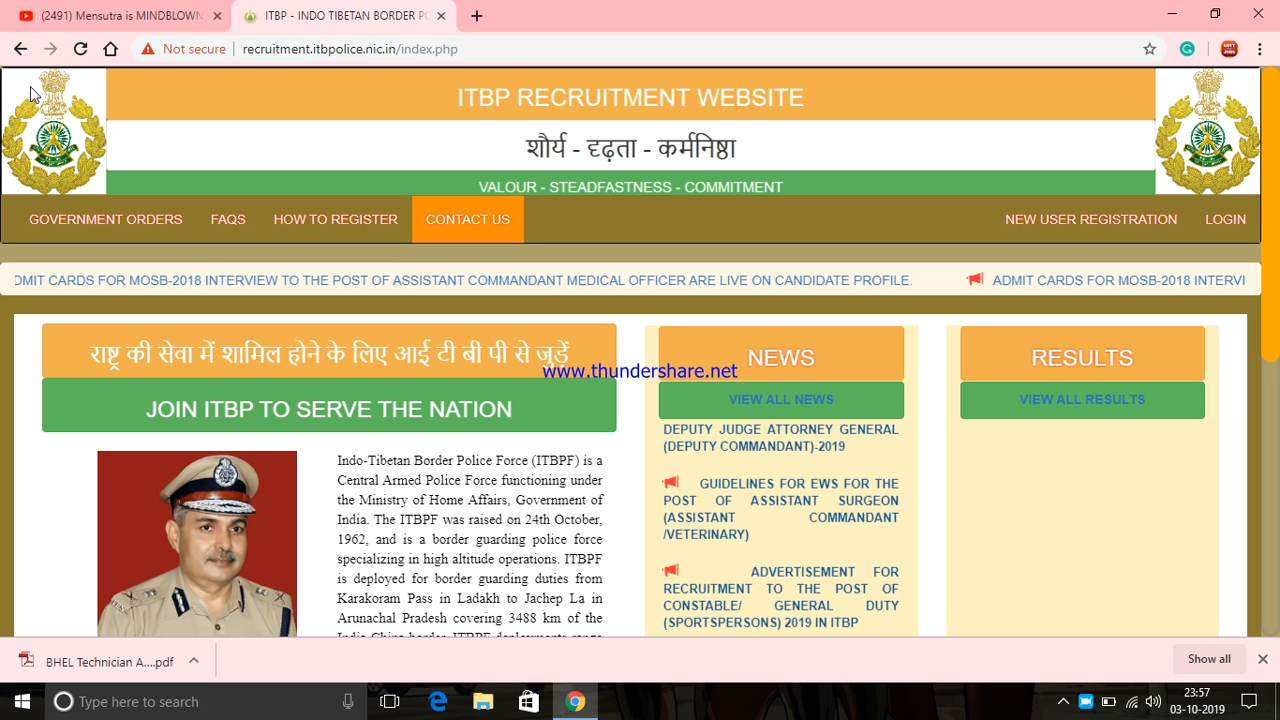 (2491) Mensutra is MINDBLOWN
ITBP - INDO TIBETAN BORDER PO
Not secure
recruitment.itbpolice.nic.in/index.php
ITBP RECRUITMENT WEBSITE
शौर्य - दृढ़ता - कर्मनिष्ठा
VALOUR - STEADFASTNESS - COMMITMENT
GOVERNMENT ORDERS FAQS HOW TO REGISTER CONTACT US NEW USER REGISTRATION LOGIN
DMIT CARDS FOR MOSB-2018 INTERVIEW TO THE POST OF ASSISTANT COMMANDANT MEDICAL OFFICER ARE LIVE ON CANDIDATE PROFILE. ADMIT CARDS FOR MOSB-2018 INTERVI
राष्ट्र की सेवा में शामिल होने के लिए आई टी बी पी से जुड़ें
JOIN ITBP TO SERVE THE NATION
Indo-Tibetan Border Police Force (ITBPF) is a
Central Armed Police Force functioning under
the Ministry of Home Affairs, Government of
India. The ITBPF was raised on 24th October,
1962, and is a border guarding police force
specializing in high altitude operations. ITBPF
is deployed for border guarding duties from
Karakoram Pass in Ladakh to Jachep La in
Arunachal Pradesh covering 3488 km of the
India-China border. ITBPF deployments range
www.thundershare.net
NEWS
VIEW ALL NEWS
DEPUTY JUDGE ATTORNEY GENERAL
(DEPUTY COMMANDANT)-2019
GUIDELINES FOR EWS FOR THE
POST OF ASSISTANT SURGEON
(ASSISTANT COMMANDANT
/VETERINARY)
ADVERTISEMENT FOR
RECRUITMENT TO THE POST OF
CONSTABLE/ GENERAL DUTY
(SPORTSPERSONS) 2019 IN ITBP
RESULTS
VIEW ALL RESULTS
BHEL Technician A....pdf
Show all
Type here to search
23:57
03-10-2019